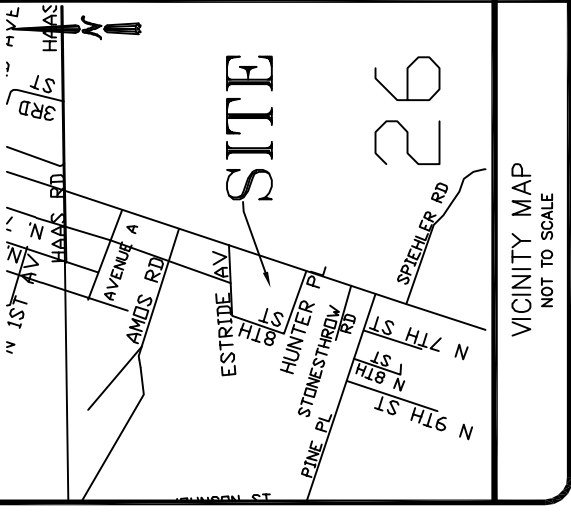 HAAS
3RD ST
HAAS RD
N 1ST AV
AVENUE A
AMOS RD
SITE
26
ESTRIDE AV
8TH ST
HUNTER PL
STONESTHROW RD
SPIEHLER RD
N 7TH ST
N 8TH ST
N 9TH ST
PINE PL
VICINITY MAP
NOT TO SCALE